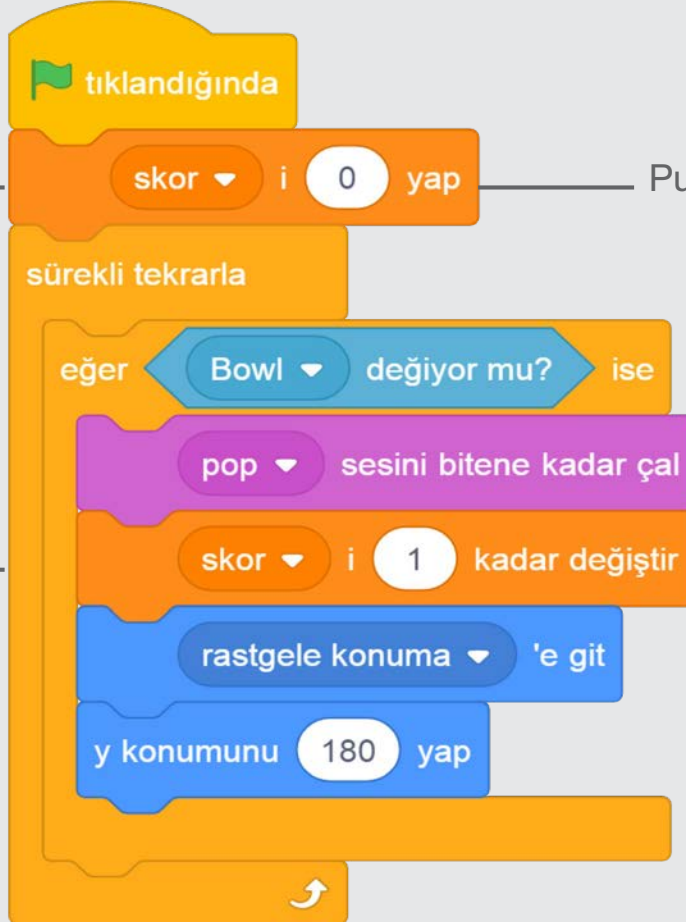 tıklandığında
skor i 0 yap
Pu
sürekli tekrarla
eğer Bowl değiyor mu? ise
pop sesini bitene kadar çal
skor i 1 kadar değiştir
rastgele konuma 'e git
y konumunu 180 yap